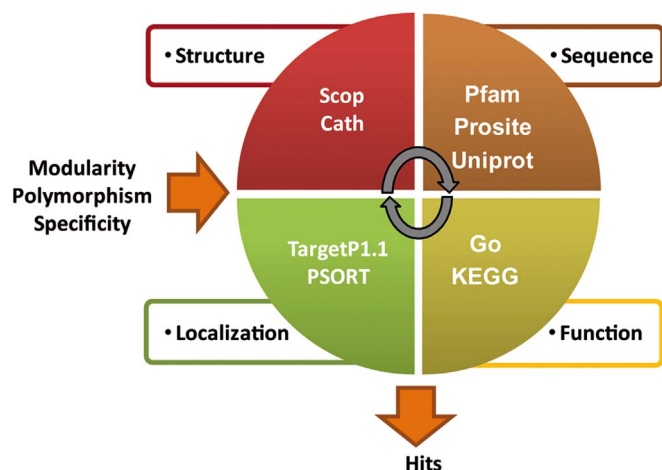 • Structure
• Sequence
Scop
Cath
Pfam
Prosite
Uniprot
Modularity
Polymorphism
Specificity
TargetP1.1
PSORT
Go
KEGG
• Localization
• Function
Hits